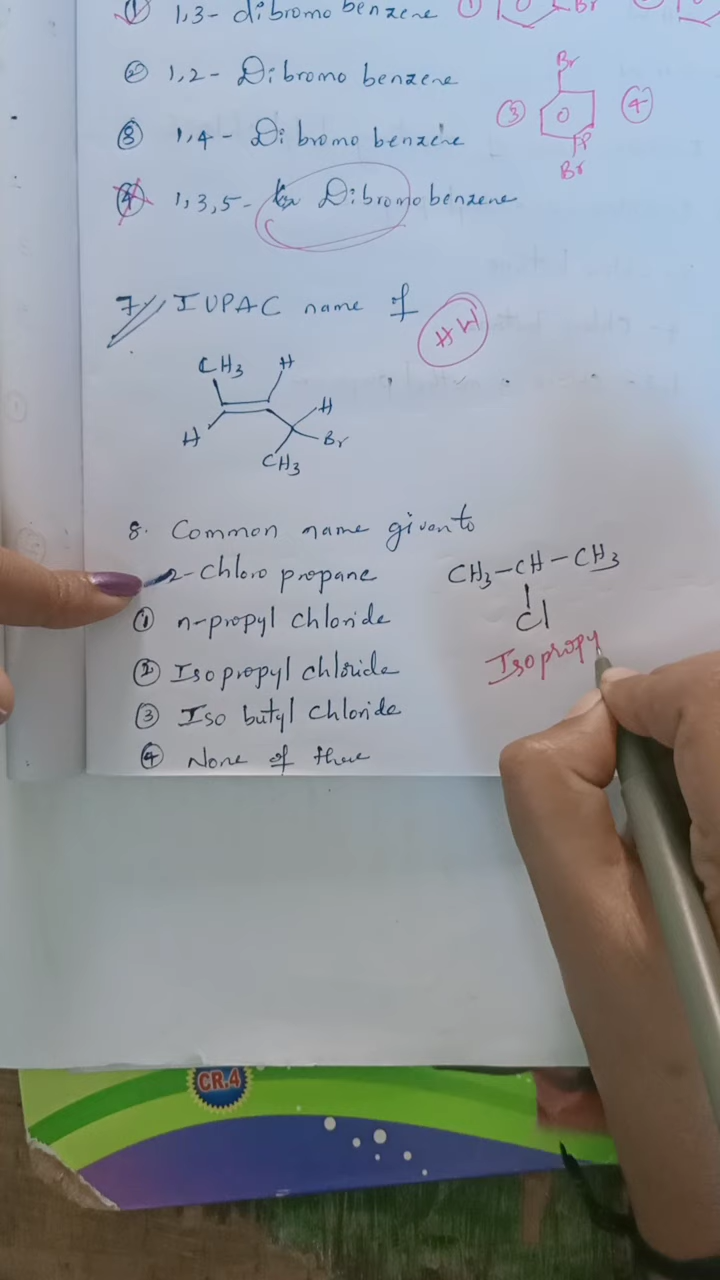 ① 1,3- dibromo benzene ① Br
② 1,2- Dibromo benzene
③ 1,4- Dibromo benzene ③ Br Br ④
④ 1,3,5- Dibromobenzene
7 IUPAC name of HW
CH3 H
H H
Br
CH3
8. Common name given to
2-chloro propane CH3-CH-CH3
① n-propyl chloride Cl
② Isopropyl chloride Isopropy
③ Iso butyl chloride
④ None of these
CR.4